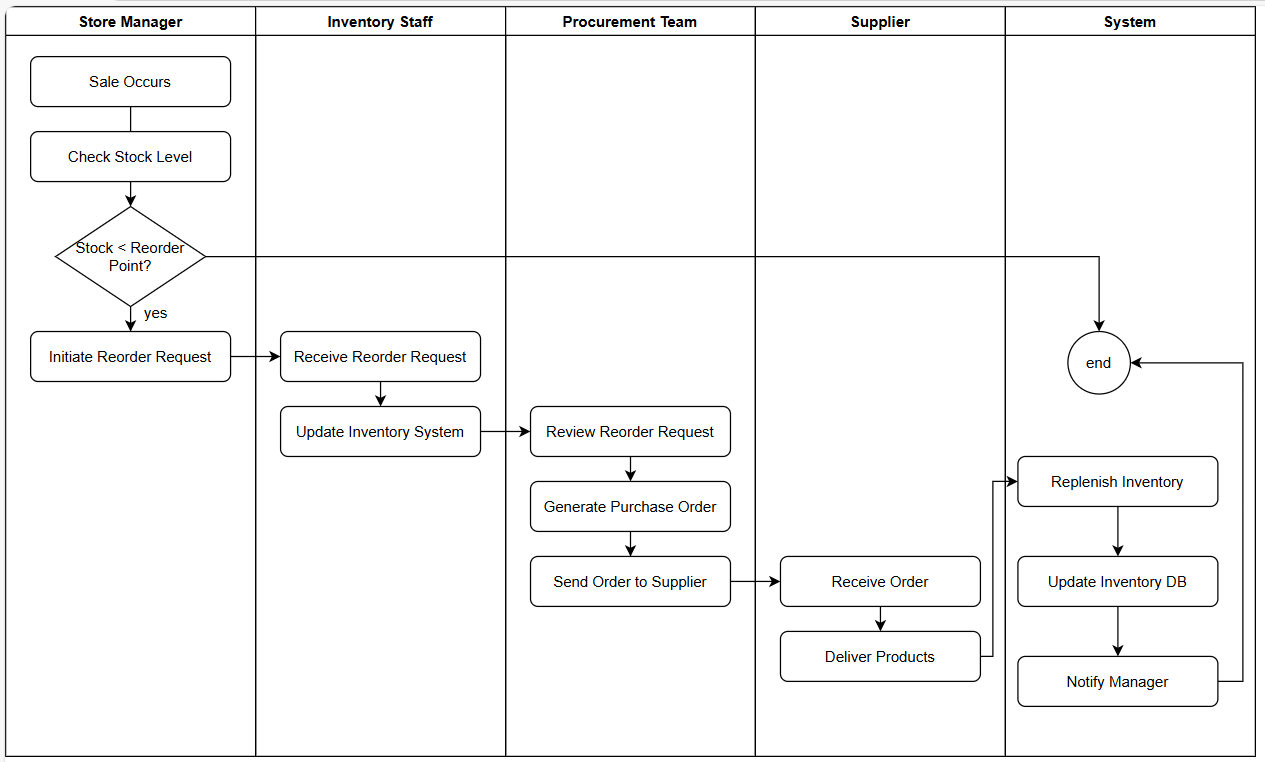 Store Manager
Inventory Staff
Procurement Team
Supplier
System
Sale Occurs
Check Stock Level
Stock < Reorder
Point?
yes
Initiate Reorder Request
Receive Reorder Request
Update Inventory System
Review Reorder Request
Generate Purchase Order
Send Order to Supplier
Receive Order
Deliver Products
end
Replenish Inventory
Update Inventory DB
Notify Manager